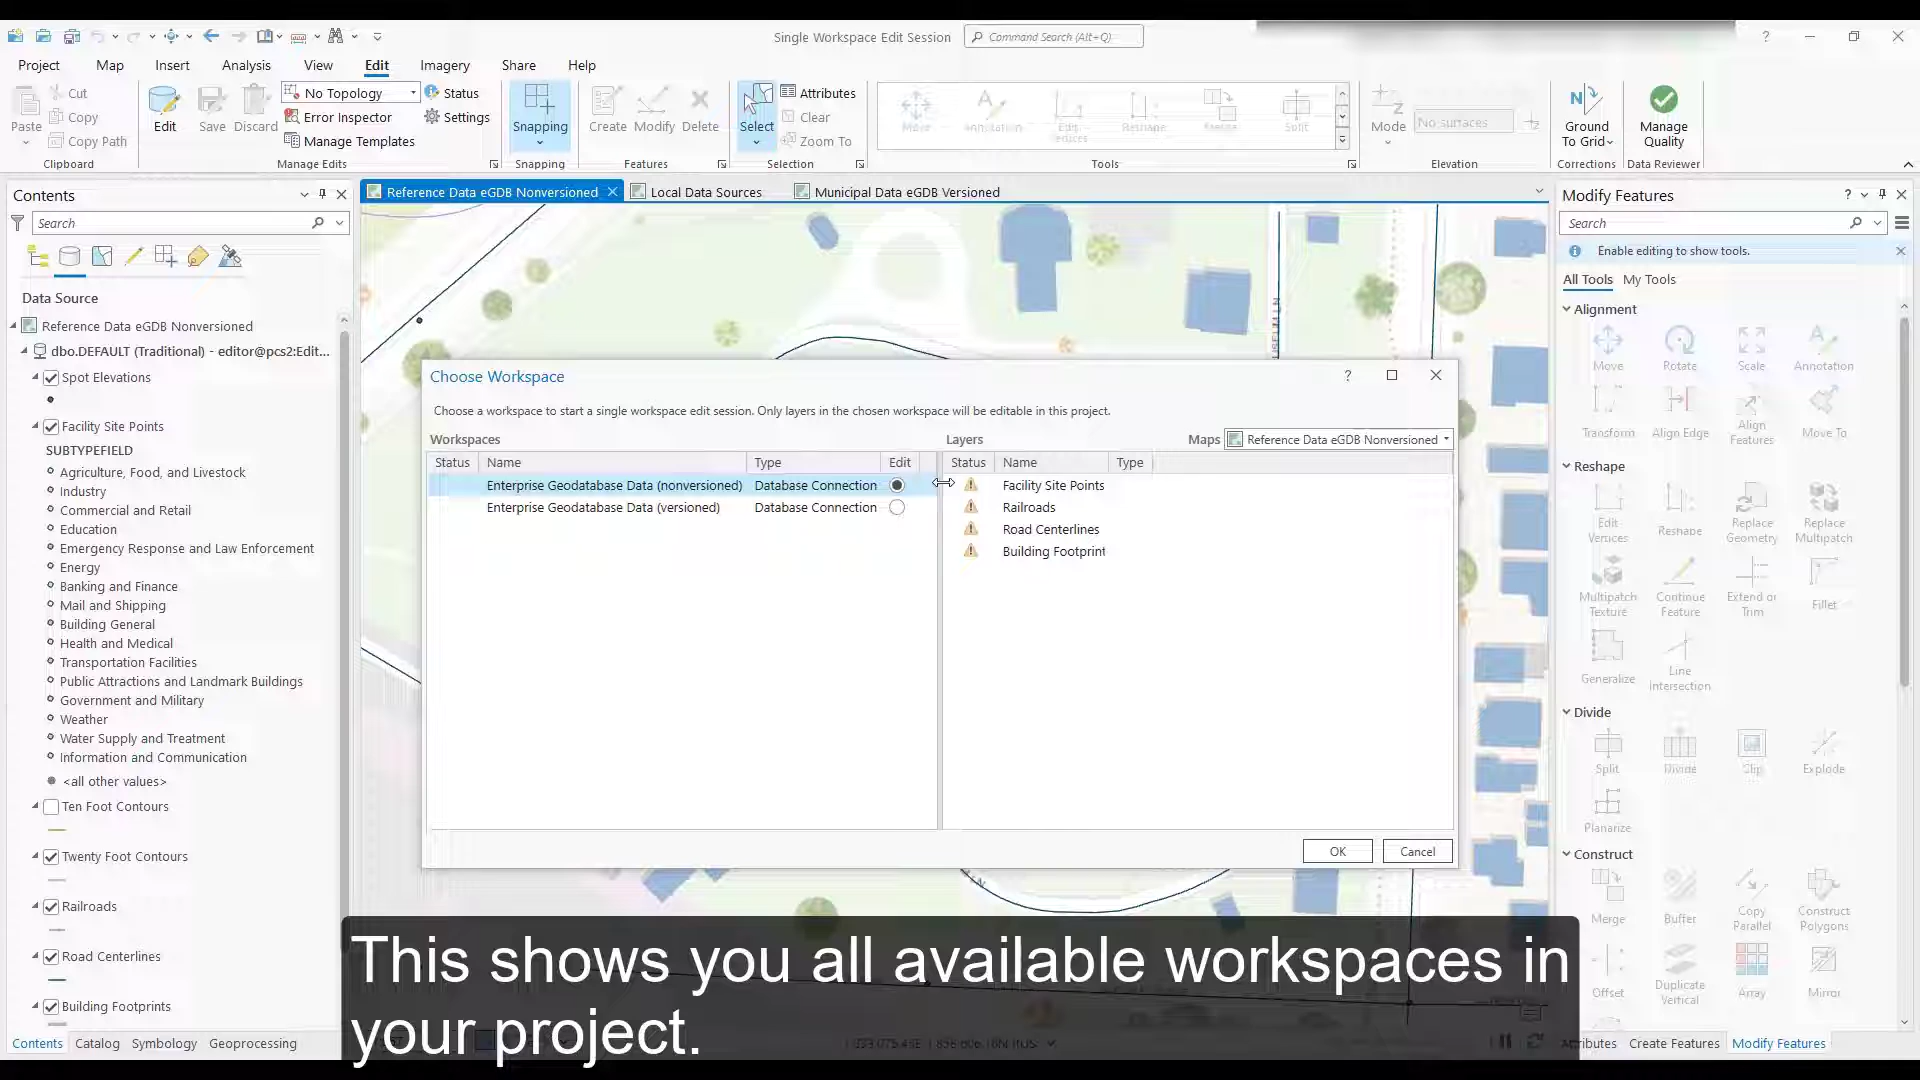 Single Workspace Edit Session
Command Search (Alt+Q)
?
Project
Map
Insert
Analysis
View
Edit
Imagery
Share
Help
Paste
Cut
Copy
Copy Path
Clipboard
Edit
Save
Discard
No Topology
Error Inspector
Manage Templates
Status
Settings
Manage Edits
Snapping
Snapping
Create
Modify
Delete
Features
Select
Attributes
Clear
Zoom To
Selection
Move
Annotation
Edit Vertices
Reshape
Merge
Split
Tools
Mode
No surfaces
Elevation
Ground To Grid
Corrections
Manage Quality
Data Reviewer
Contents
Search
Data Source
Reference Data eGDB Nonversioned
dbo.DEFAULT (Traditional) - editor@pcs2:Edit...
Spot Elevations
Facility Site Points
SUBTYPEFIELD
Agriculture, Food, and Livestock
Industry
Commercial and Retail
Education
Emergency Response and Law Enforcement
Energy
Banking and Finance
Mail and Shipping
Building General
Health and Medical
Transportation Facilities
Public Attractions and Landmark Buildings
Government and Military
Weather
Water Supply and Treatment
Information and Communication
<all other values>
Ten Foot Contours
Twenty Foot Contours
Railroads
Road Centerlines
Building Footprints
Contents
Catalog
Symbology
Geoprocessing
Reference Data eGDB Nonversioned
Local Data Sources
Municipal Data eGDB Versioned
Choose Workspace
?
Choose a workspace to start a single workspace edit session. Only layers in the chosen workspace will be editable in this project.
Workspaces
Status Name Type Edit
Enterprise Geodatabase Data (nonversioned) Database Connection
Enterprise Geodatabase Data (versioned) Database Connection
Layers
Maps Reference Data eGDB Nonversioned
Status Name Type
Facility Site Points
Railroads
Road Centerlines
Building Footprint
OK
Cancel
Modify Features
?
Search
Enable editing to show tools.
All Tools
My Tools
Alignment
Move
Rotate
Scale
Annotation
Transform
Align Edge
Align Features
Move To
Reshape
Edit Vertices
Reshape
Replace Geometry
Replace Multipatch
Multipatch Texture
Continue Feature
Extend or Trim
Fillet
Generalize
Line Intersection
Divide
Split
Divide
Clip
Explode
Planarize
Construct
Merge
Buffer
Copy Parallel
Construct Polygons
Offset
Duplicate Vertical
Array
Mirror
Create Features
Modify Features
This shows you all available workspaces in
your project.